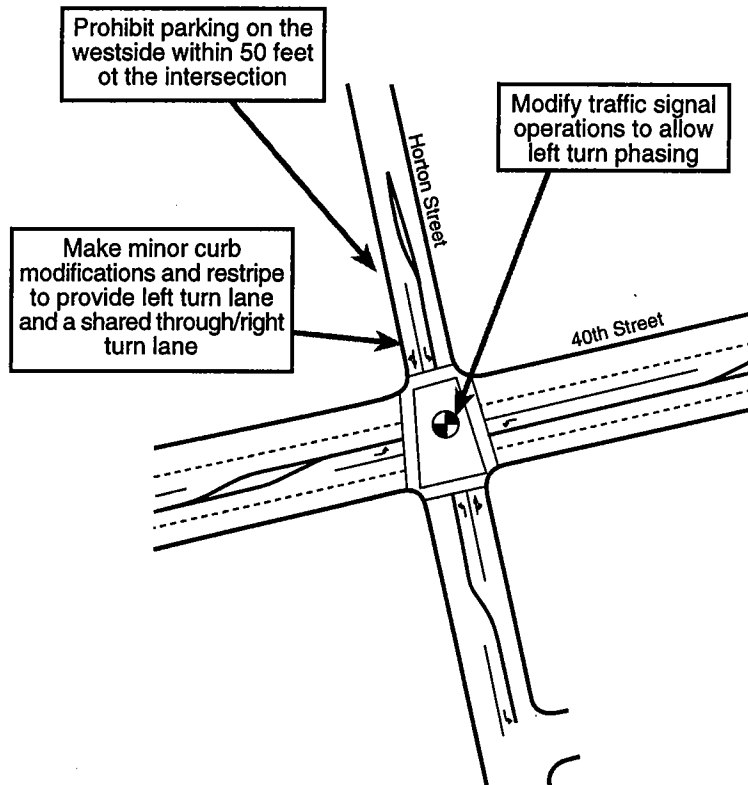 Prohibit parking on the
westside within 50 feet
ot the intersection
Modify traffic signal
operations to allow
left turn phasing
Horton Street
Make minor curb
modifications and restripe
to provide left turn lane
and a shared through/right
turn lane
40th Street